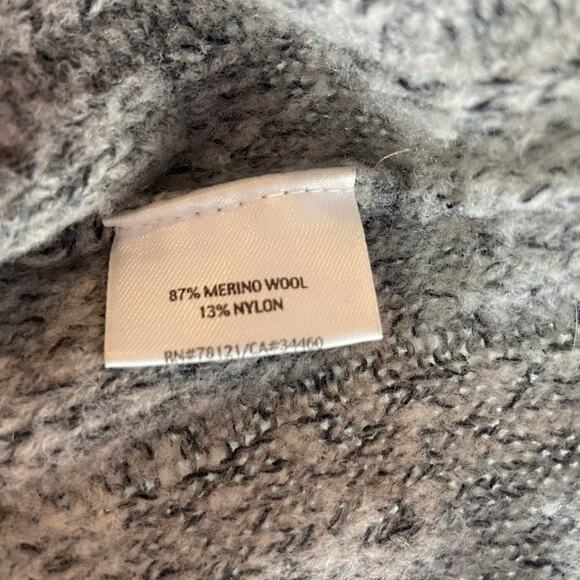 87% MERINO WOOL
13% NYLON
RN#78121/CA#34460